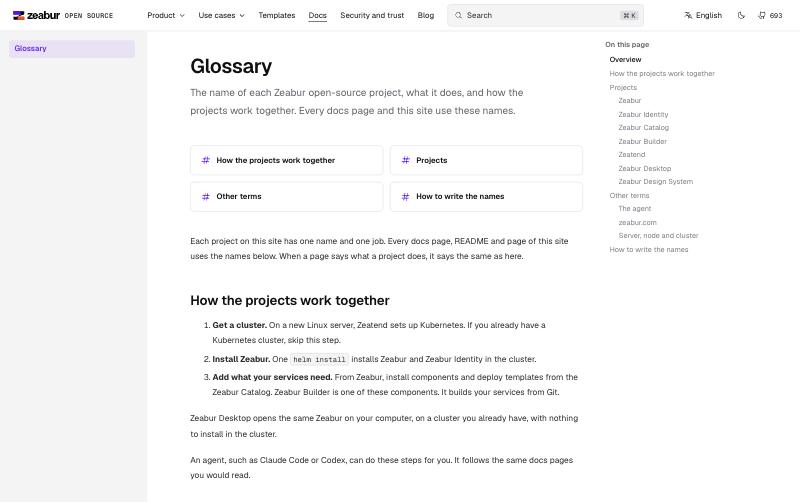 zeabur OPEN SOURCE
Product
Use cases
Templates
Docs
Security and trust
Blog
Search
⌘ K
English
693
Glossary
Glossary
The name of each Zeabur open-source project, what it does, and how the
projects work together. Every docs page and this site use these names.
# How the projects work together
# Projects
# Other terms
# How to write the names
Each project on this site has one name and one job. Every docs page, README and page of this site
uses the names below. When a page says what a project does, it says the same as here.
How the projects work together
1. Get a cluster. On a new Linux server, Zeatend sets up Kubernetes. If you already have a
Kubernetes cluster, skip this step.
2. Install Zeabur. One helm install installs Zeabur and Zeabur Identity in the cluster.
3. Add what your services need. From Zeabur, install components and deploy templates from the
Zeabur Catalog. Zeabur Builder is one of these components. It builds your services from Git.
Zeabur Desktop opens the same Zeabur on your computer, on a cluster you already have, with nothing
to install in the cluster.
An agent, such as Claude Code or Codex, can do these steps for you. It follows the same docs pages
you would read.
On this page
Overview
How the projects work together
Projects
Zeabur
Zeabur Identity
Zeabur Catalog
Zeabur Builder
Zeatend
Zeabur Desktop
Zeabur Design System
Other terms
The agent
zeabur.com
Server, node and cluster
How to write the names